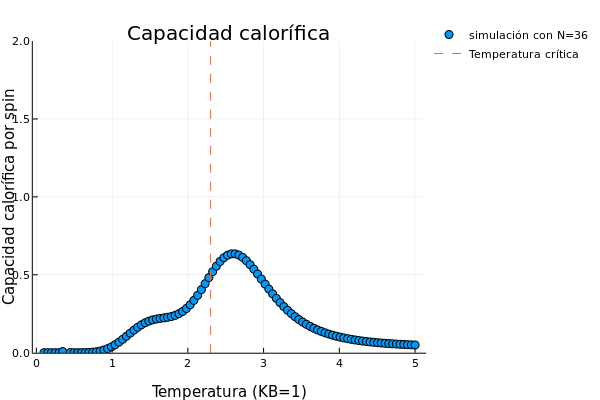 Capacidad calorífica
simulación con N=36
Temperatura crítica
Capacidad calorífica por spin
2.0
1.5
1.0
0.5
0.0
0 1 2 3 4 5
Temperatura (KB=1)